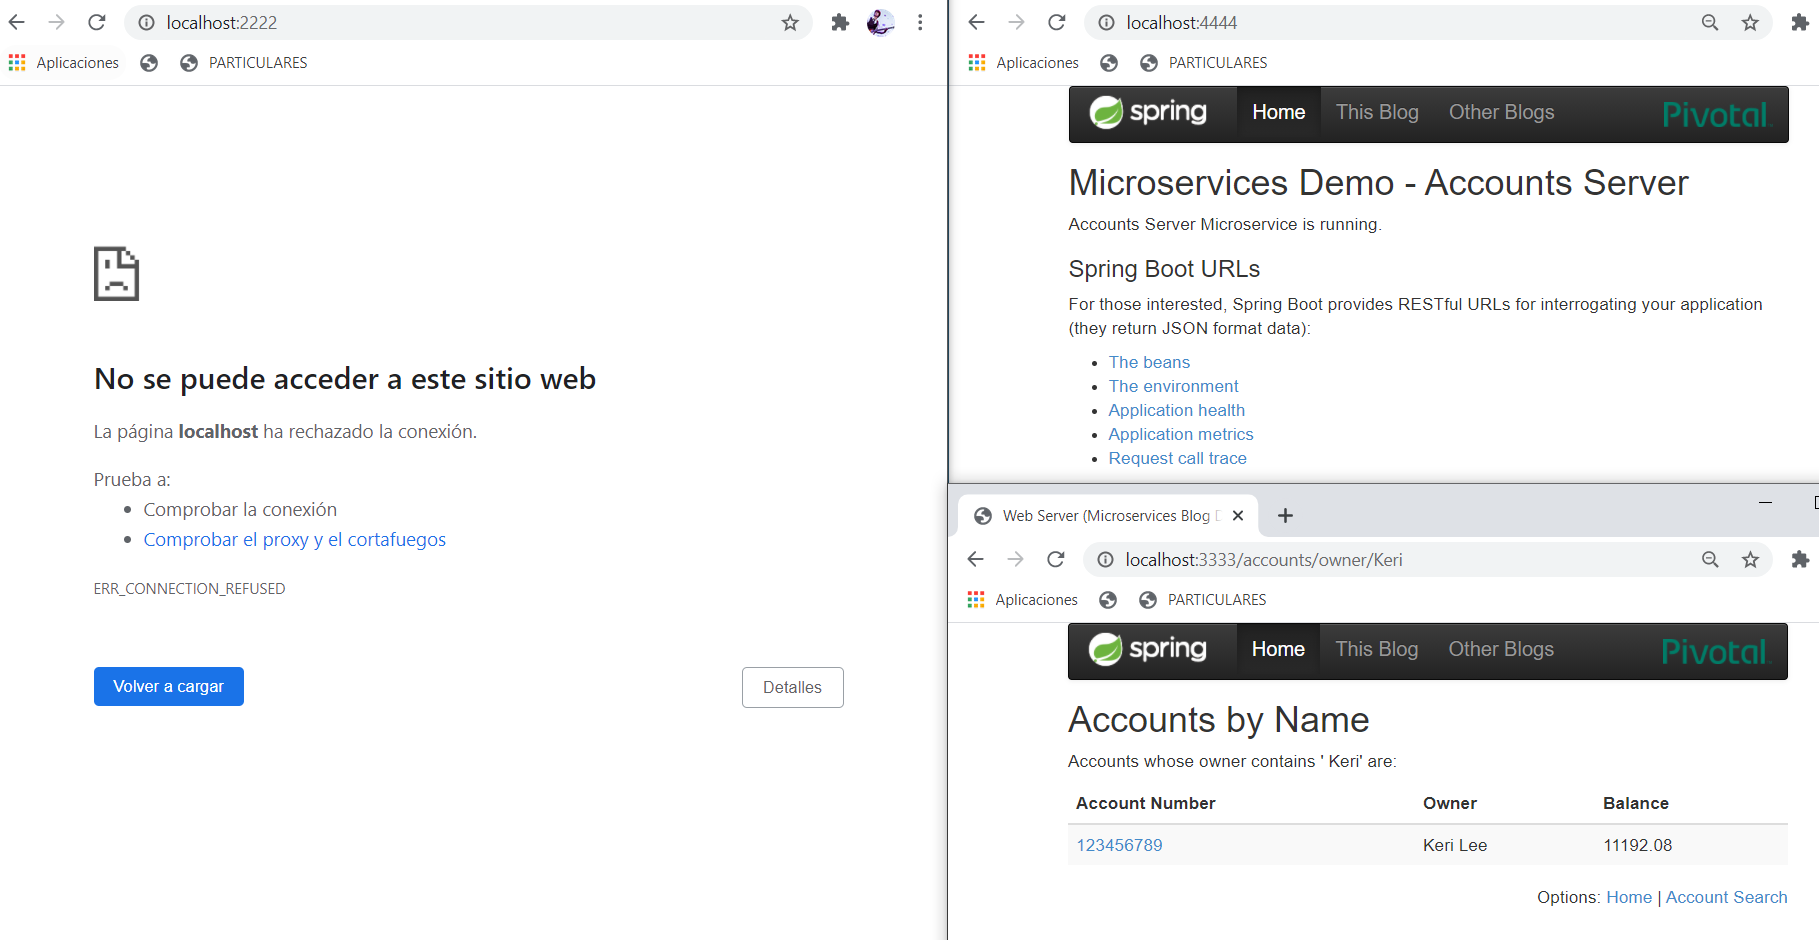 localhost:2222
Aplicaciones
PARTICULARES
No se puede acceder a este sitio web
La página localhost ha rechazado la conexión.
Prueba a:
Comprobar la conexión
Comprobar el proxy y el cortafuegos
ERR_CONNECTION_REFUSED
Volver a cargar
Detalles
localhost:4444
Aplicaciones
PARTICULARES
spring
Home
This Blog
Other Blogs
Pivotal
Microservices Demo - Accounts Server
Accounts Server Microservice is running.
Spring Boot URLs
For those interested, Spring Boot provides RESTful URLs for interrogating your application
(they return JSON format data):
The beans
The environment
Application health
Application metrics
Request call trace
Web Server (Microservices Blog
localhost:3333/accounts/owner/Keri
Aplicaciones
PARTICULARES
spring
Home
This Blog
Other Blogs
Pivotal
Accounts by Name
Accounts whose owner contains ' Keri' are:
Account Number Owner Balance
123456789 Keri Lee 11192.08
Options: Home | Account Search